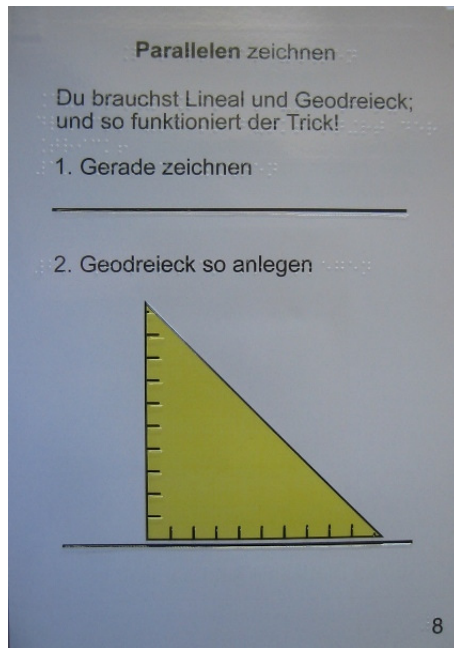 Parallelen zeichnen
Du brauchst Lineal und Geodreieck;
und so funktioniert der Trick!
1. Gerade zeichnen
2. Geodreieck so anlegen
8